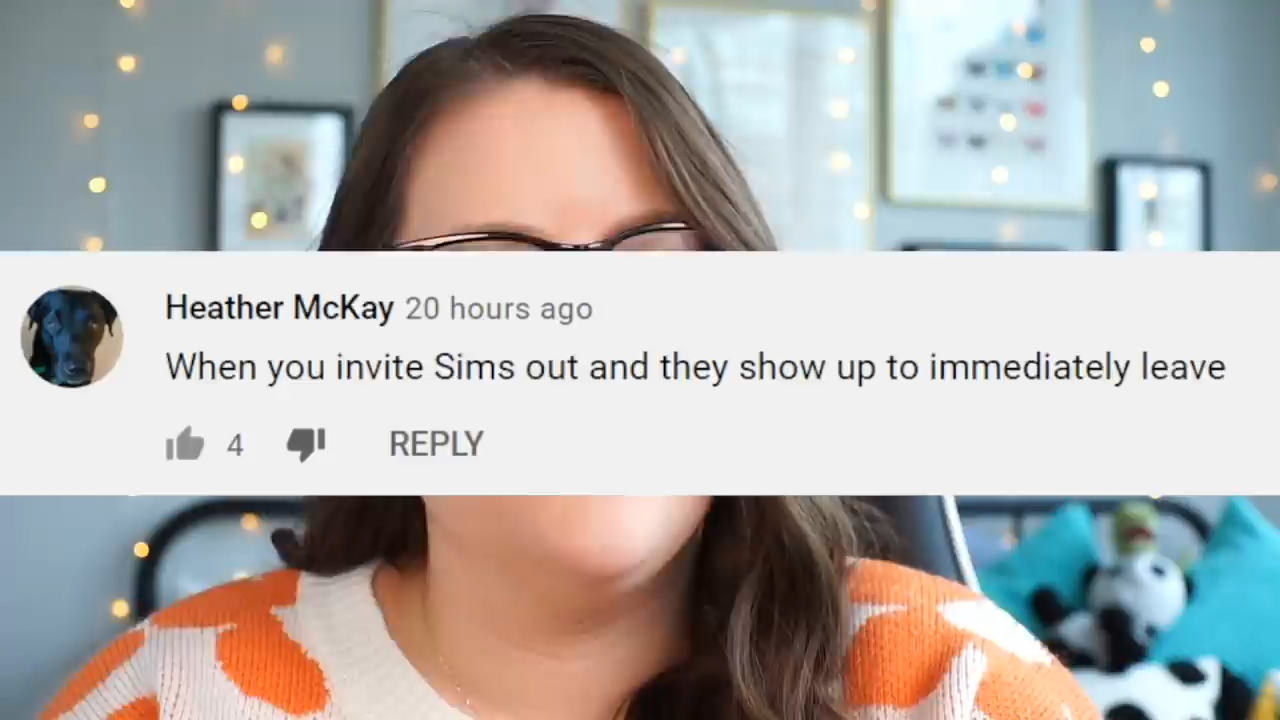 Heather McKay 20 hours ago
When you invite Sims out and they show up to immediately leave
4 REPLY